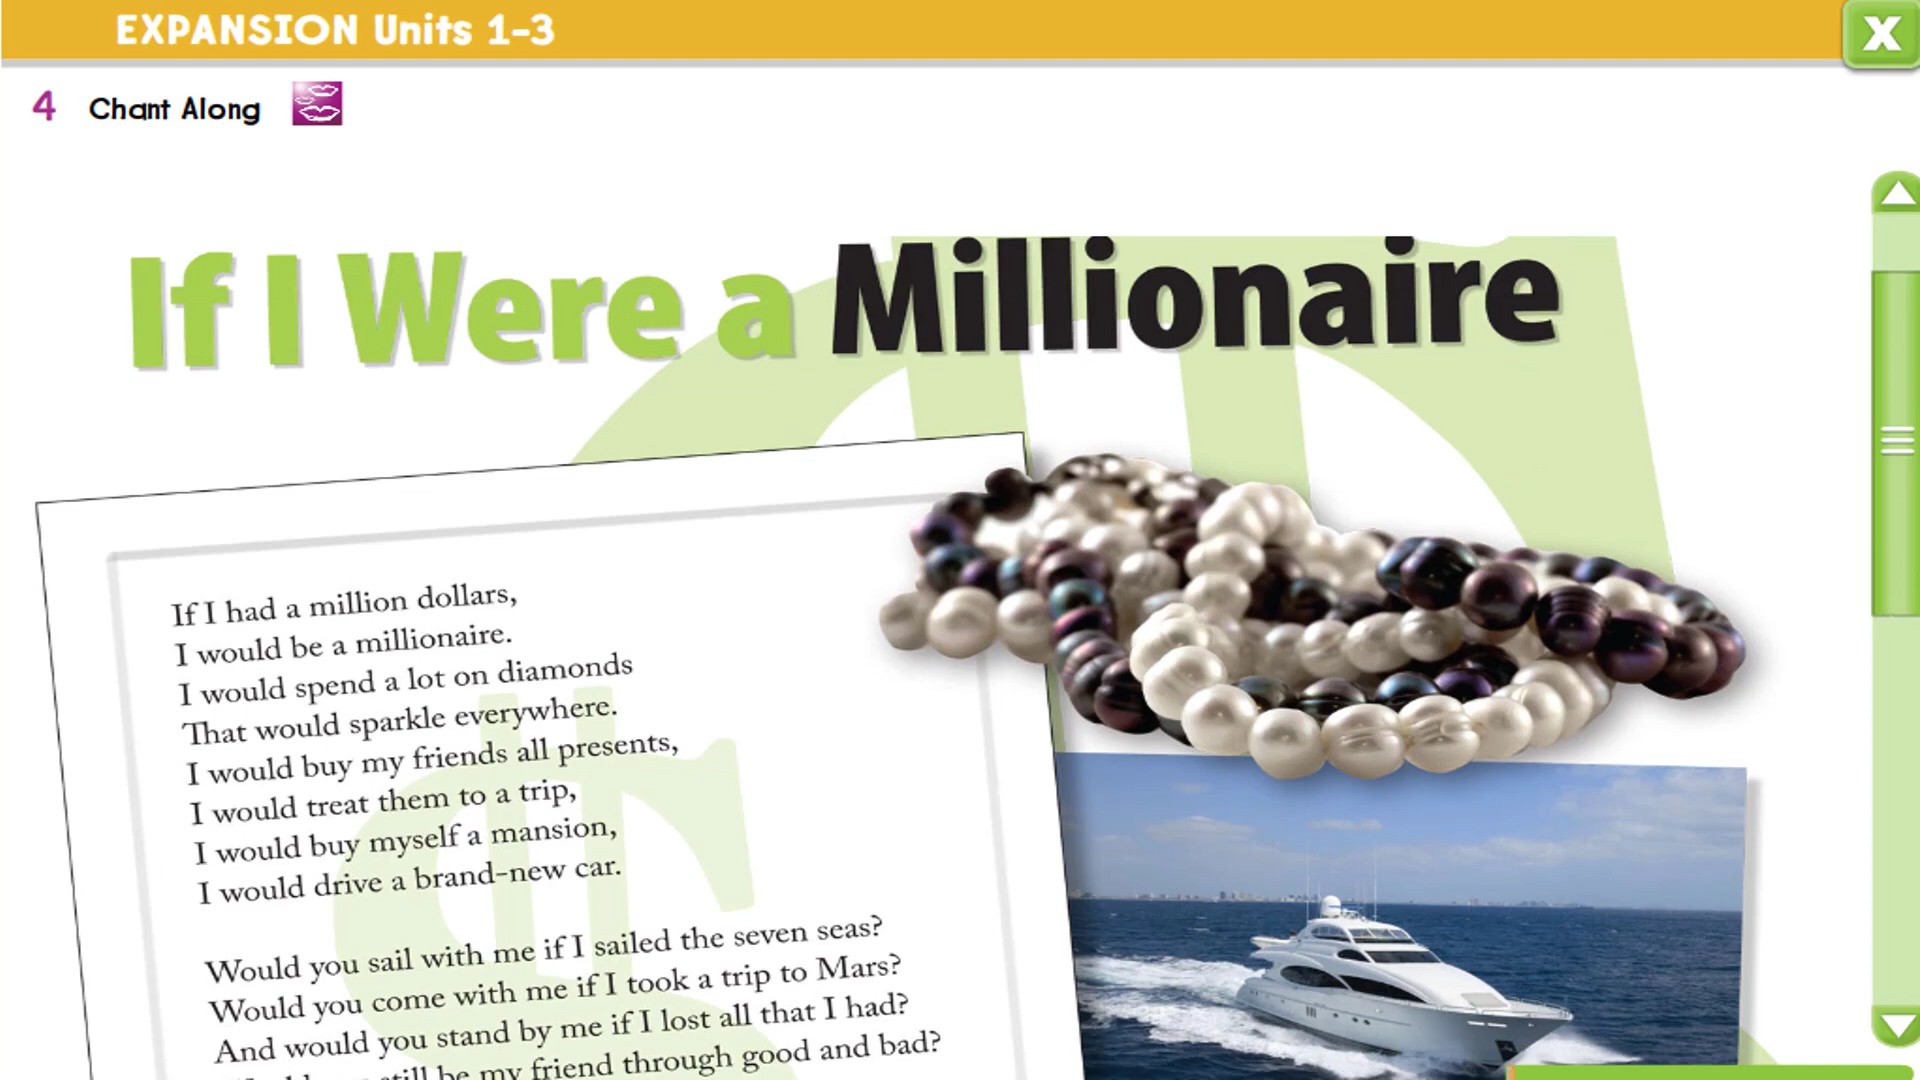 EXPANSION Units 1–3
X
4 Chant Along
If I Were a Millionaire
If I had a million dollars,
I would be a millionaire.
I would spend a lot on diamonds
That would sparkle everywhere.
I would buy my friends all presents,
I would treat them to a trip,
I would buy myself a mansion,
I would drive a brand-new car.
Would you sail with me if I sailed the seven seas?
Would you come with me if I took a trip to Mars?
And would you stand by me if I lost all that I had?
still be my friend through good and bad?